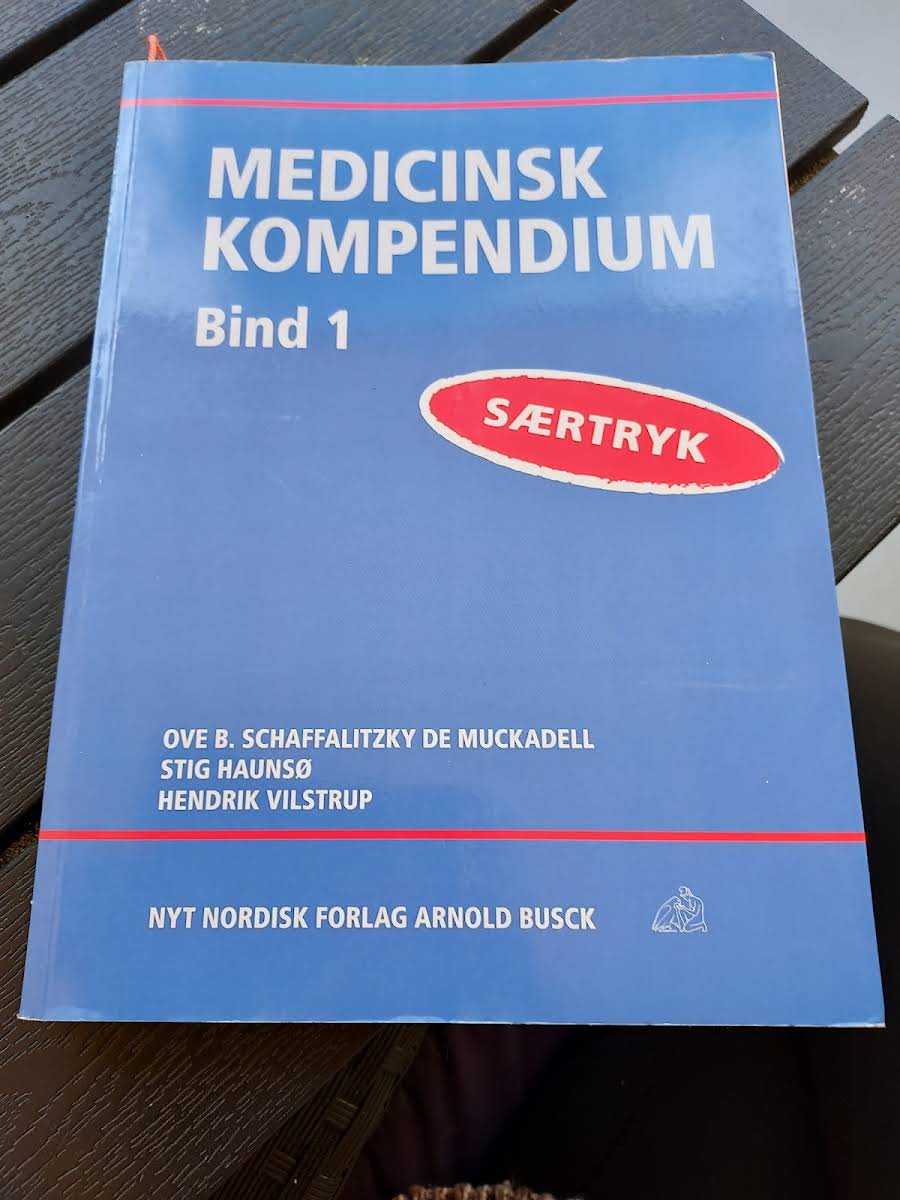 MEDICINSK
KOMPENDIUM
Bind 1
SÆRTRYK
OVE B. SCHAFFALITZKY DE MUCKADELL
STIG HAUNSØ
HENDRIK VILSTRUP
NYT NORDISK FORLAG ARNOLD BUSCK